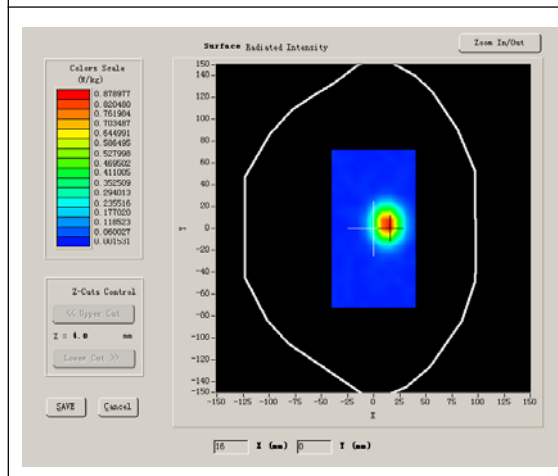 Surface Radiated Intensity
Zoom In/Out
Colors Scale
(W/kg)
0.878977
0.820480
0.761984
0.703487
0.644991
0.586495
0.527998
0.469502
0.411005
0.352509
0.294013
0.235516
0.177020
0.118523
0.060027
0.001531
Z-Cuts Control
<< Upper Cut
Z = 4.0 mm
Lower Cut >>
SAVE
Cancel
150
140
120
100
80
60
40
20
0
-20
-40
-60
-80
-100
-120
-140
-150
Y
-150 -125 -100 -75 -50 -25 0 25 50 75 100 125 150
X
16 X (mm) 0 Y (mm)